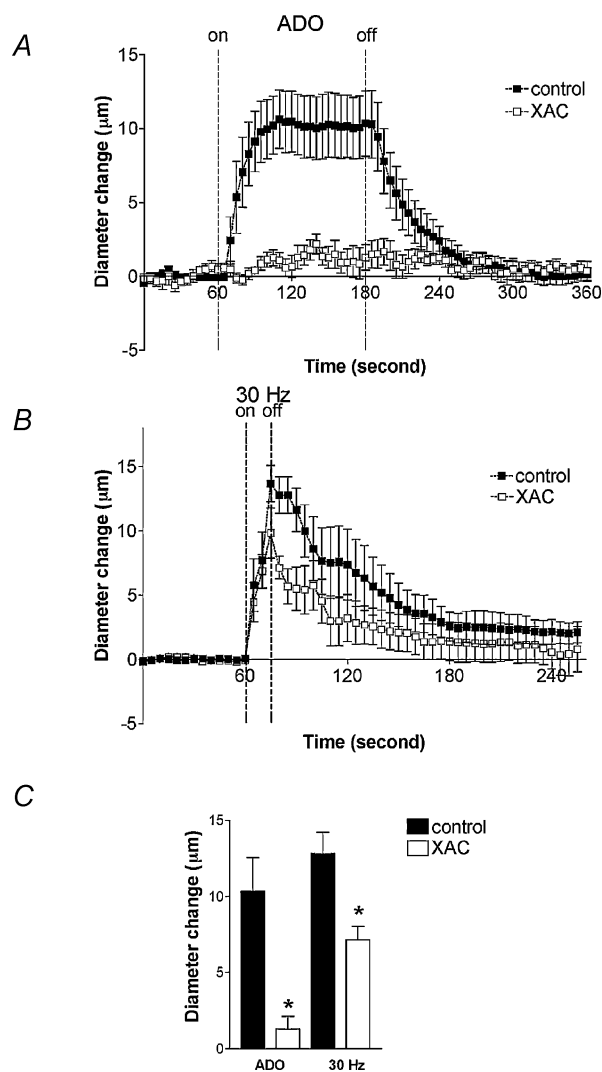 A
on ADO off
control
XAC
Diameter change (μm)
15
10
5
0
-5
60 120 180 240 300 360
Time (second)
B
30 Hz
on off
control
XAC
Diameter change (μm)
15
10
5
0
-5
60 120 180 240
Time (second)
C
control
XAC
Diameter change (μm)
15
10
5
0
*
*
ADO 30 Hz